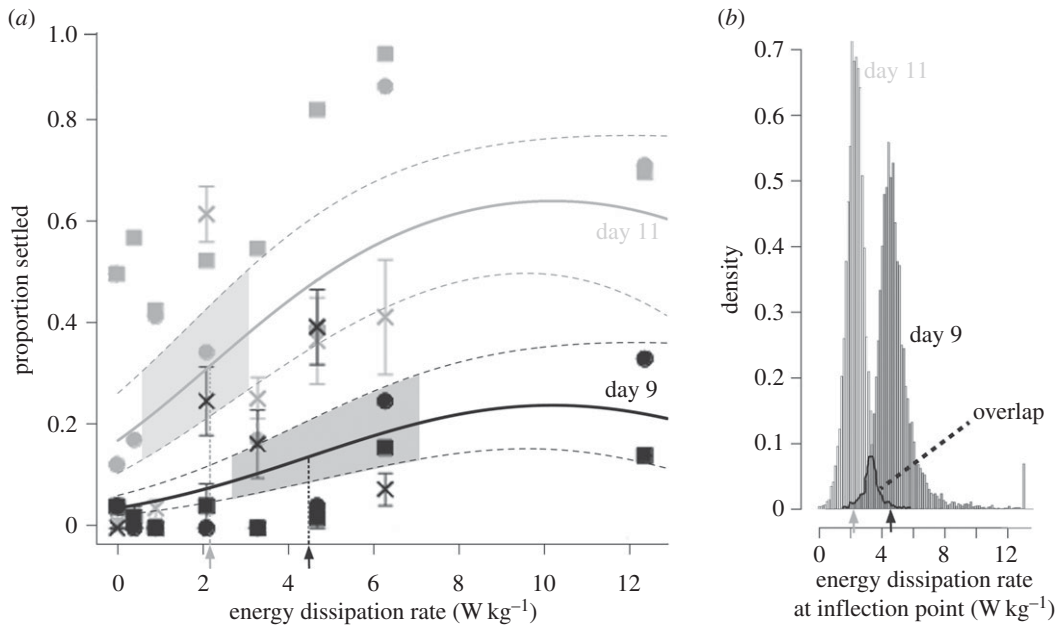 (a)
1.0
0.8
0.6
0.4
0.2
0
proportion settled
day 11
day 9
0 2 4 6 8 10 12
energy dissipation rate (W kg⁻¹)
(b)
0.7
0.6
0.5
0.4
0.3
0.2
0.1
0
density
day 11
day 9
overlap
0 4 8 12
energy dissipation rate
at inflection point (W kg⁻¹)